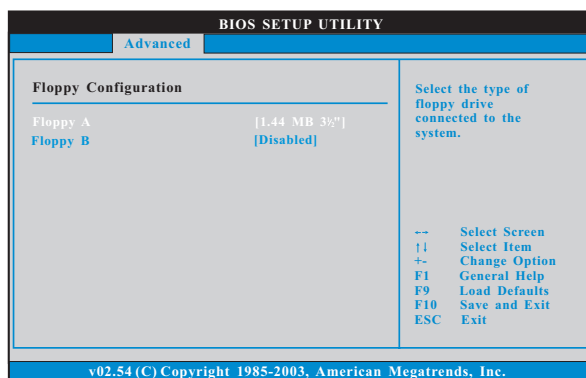 BIOS SETUP UTILITY
Advanced
Floppy Configuration
Floppy A [1.44 MB 3½"]
Floppy B [Disabled]
Select the type of
floppy drive
connected to the
system.
←→ Select Screen
↑↓ Select Item
+- Change Option
F1 General Help
F9 Load Defaults
F10 Save and Exit
ESC Exit
v02.54 (C) Copyright 1985-2003, American Megatrends, Inc.